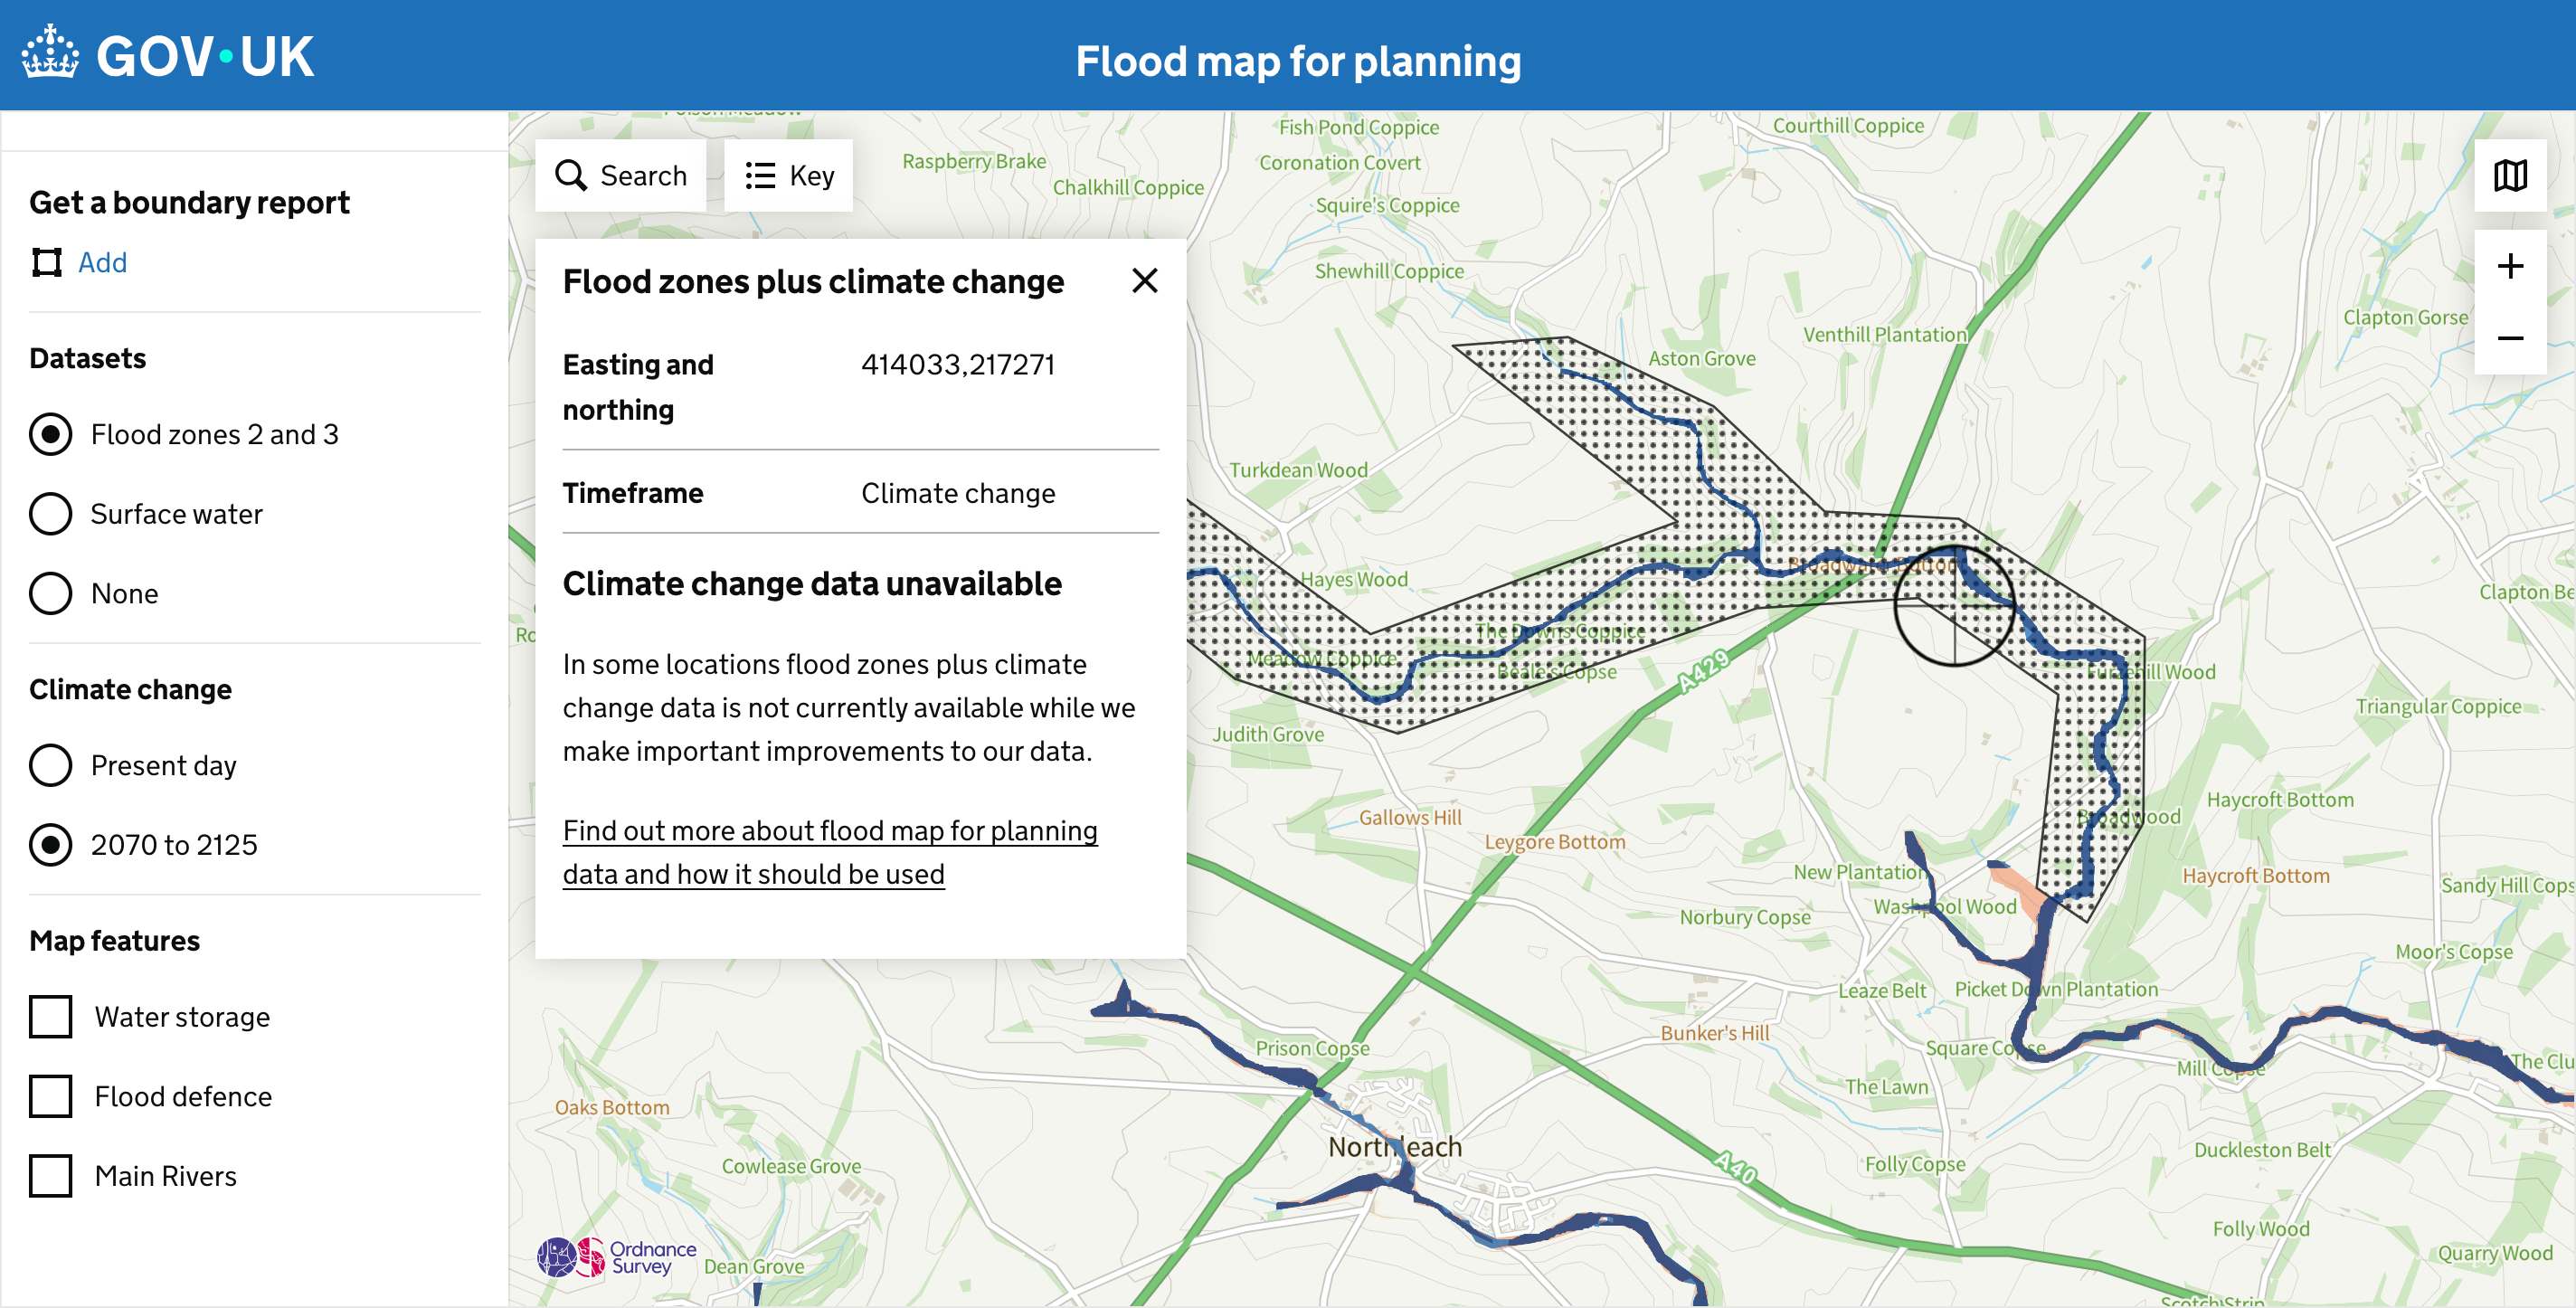 GOV·UK
Flood map for planning
Get a boundary report
Add
Datasets
Flood zones 2 and 3
Surface water
None
Climate change
Present day
2070 to 2125
Map features
Water storage
Flood defence
Main Rivers
Search
Key
Flood zones plus climate change
Easting and
northing
414033,217271
Timeframe
Climate change
Climate change data unavailable
In some locations flood zones plus climate
change data is not currently available while we
make important improvements to our data.
Find out more about flood map for planning
data and how it should be used
Raspberry Brake
Chalkhill Coppice
Fish Pond Coppice
Coronation Covert
Squire's Coppice
Shewhill Coppice
Courthill Coppice
Venthill Plantation
Aston Grove
Clapton Gorse
Turkdean Wood
Hayes Wood
Broadwater Bottom
Clapton Be
Ro
The Downs Coppice
Meadow Coppice
Beale's Copse
A429
Furzehill Wood
Triangular Coppice
Judith Grove
Gallows Hill
Leygore Bottom
Haycroft Bottom
Broadwood
New Plantation
Haycroft Bottom
Sandy Hill Cops
Washpool Wood
Norbury Copse
Moor's Copse
Leaze Belt
Picket Down Plantation
Bunker's Hill
Prison Copse
Square Copse
Mill Copse
The Clu
The Lawn
Oaks Bottom
Northleach
Duckleston Belt
Cowlease Grove
A40
Folly Copse
Folly Wood
Quarry Wood
Ordnance
Survey
Dean Grove
Scotch Strip